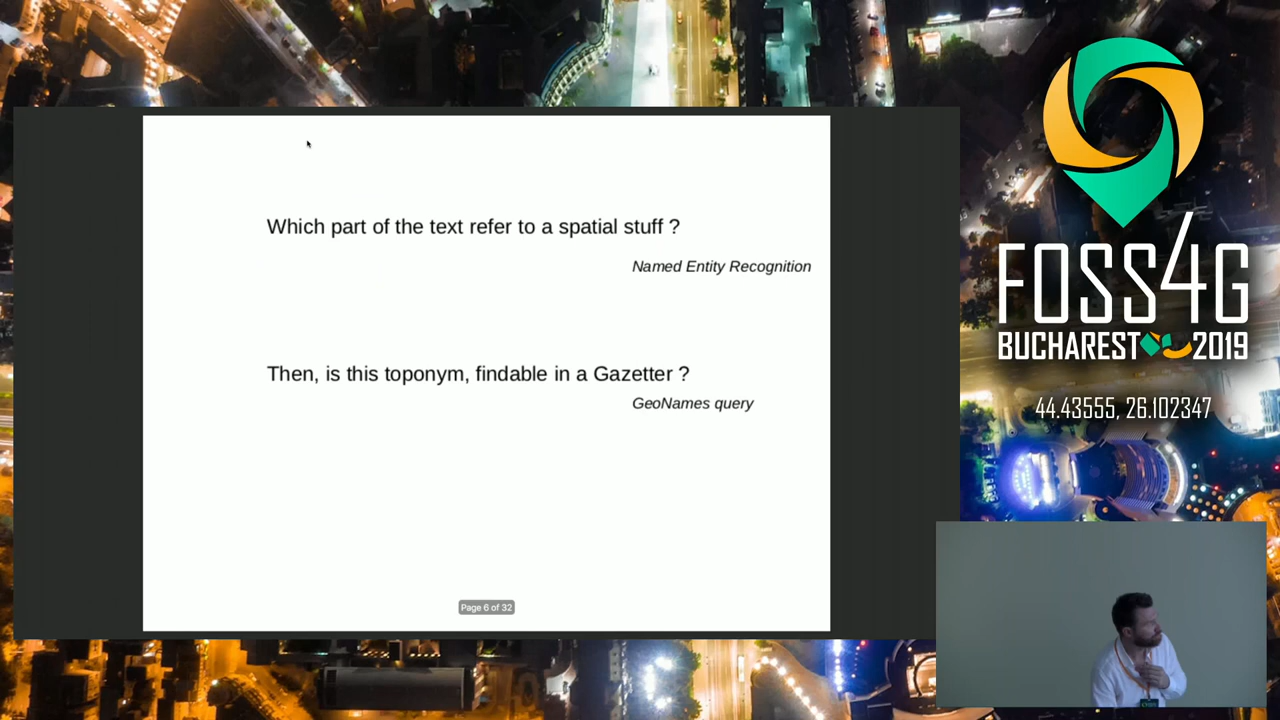 Which part of the text refer to a spatial stuff ?
Named Entity Recognition
Then, is this toponym, findable in a Gazetter ?
GeoNames query
Page 6 of 32
FOSS4G
BUCHAREST 2019
44.43555, 26.102347